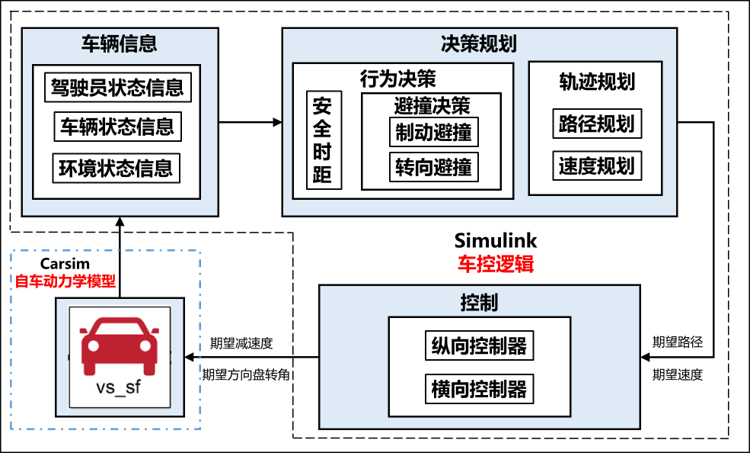 车辆信息
驾驶员状态信息
车辆状态信息
环境状态信息
决策规划
行为决策
安全时距
避撞决策
制动避撞
转向避撞
轨迹规划
路径规划
速度规划
Simulink
车控逻辑
Carsim
自车动力学模型
vs_sf
期望减速度
期望方向盘转角
控制
纵向控制器
横向控制器
期望路径
期望速度